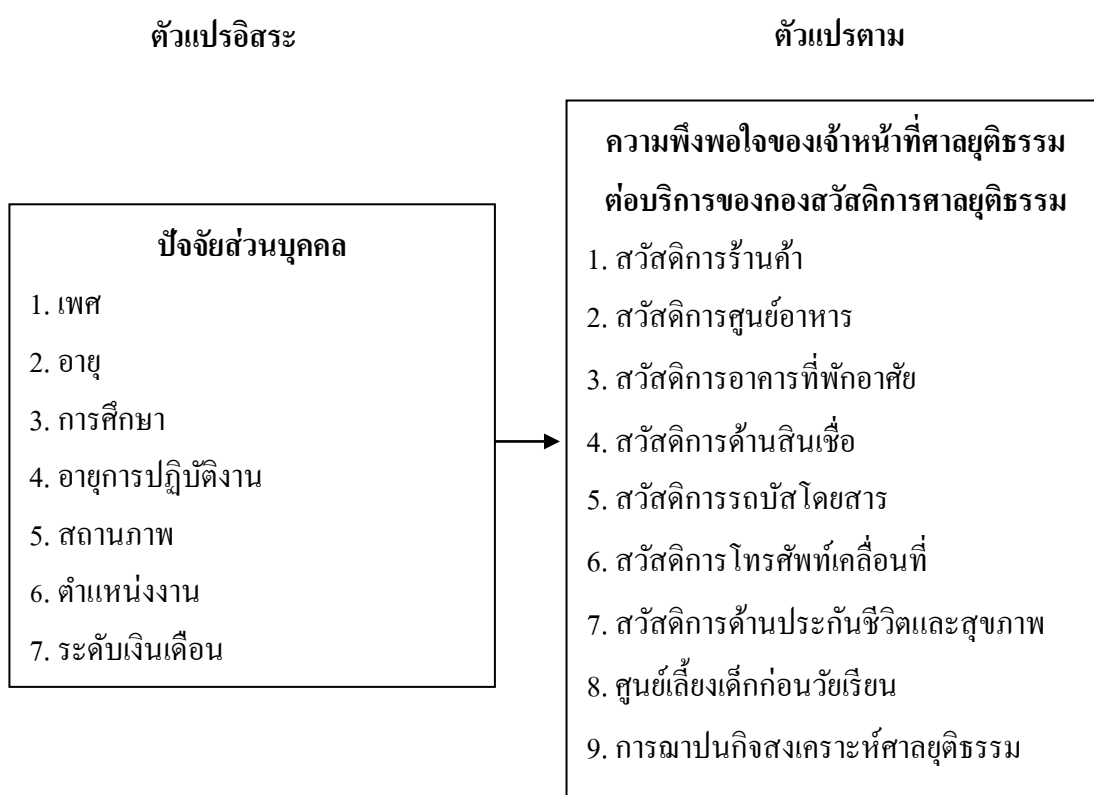 ตัวแปรอิสระ
ตัวแปรตาม
ปัจจัยส่วนบุคคล
1. เพศ
2. อายุ
3. การศึกษา
4. อายุการปฏิบัติงาน
5. สถานภาพ
6. ตำแหน่งงาน
7. ระดับเงินเดือน
ความพึงพอใจของเจ้าหน้าที่ศาลยุติธรรม
ต่อบริการของกองสวัสดิการศาลยุติธรรม
1. สวัสดิการร้านค้า
2. สวัสดิการศูนย์อาหาร
3. สวัสดิการอาคารที่พักอาศัย
4. สวัสดิการด้านสินเชื่อ
5. สวัสดิการรถบัสโดยสาร
6. สวัสดิการโทรศัพท์เคลื่อนที่
7. สวัสดิการด้านประกันชีวิตและสุขภาพ
8. ศูนย์เลี้ยงเด็กก่อนวัยเรียน
9. การฌาปนกิจสงเคราะห์ศาลยุติธรรม